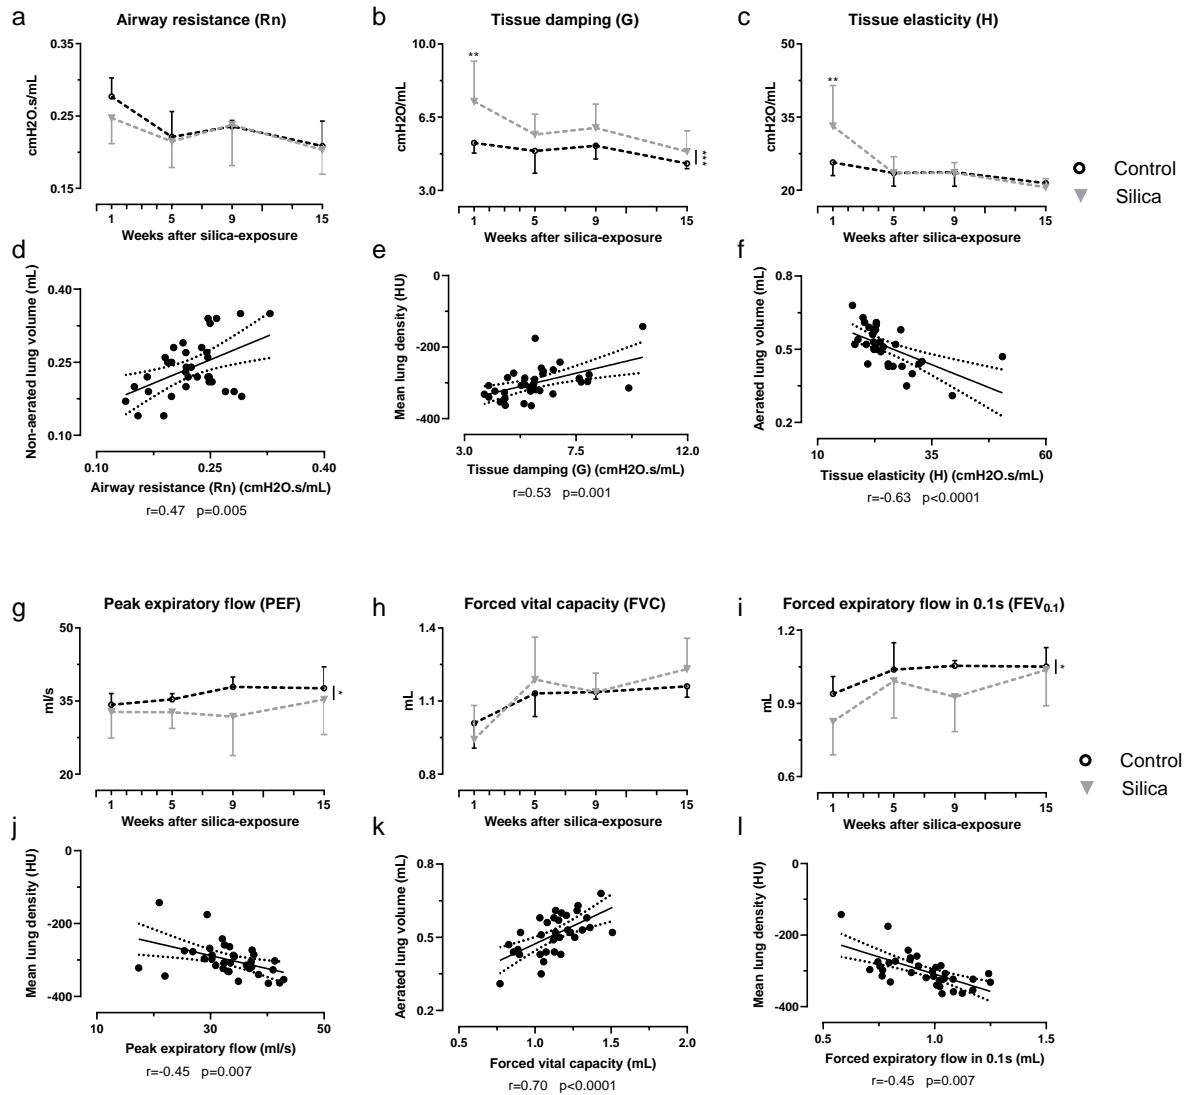 a Airway resistance (Rn)
cmH2O.s/mL
0.35
0.25
0.15
1 5 9 15
Weeks after silica-exposure
b Tissue damping (G)
cmH2O/mL
10.0
6.5
3.0
**
***
1 5 9 15
Weeks after silica-exposure
c Tissue elasticity (H)
cmH2O/mL
50
35
20
**
1 5 9 15
Weeks after silica-exposure
Control
Silica
d
Non-aerated lung volume (mL)
0.40
0.25
0.10
0.10 0.25 0.40
Airway resistance (Rn) (cmH2O.s/mL)
r=0.47 p=0.005
e
Mean lung density (HU)
0
-200
-400
3.0 7.5 12.0
Tissue damping (G) (cmH2O.s/mL)
r=0.53 p=0.001
f
Aerated lung volume (mL)
0.8
0.5
0.2
10 35 60
Tissue elasticity (H) (cmH2O.s/mL)
r=-0.63 p<0.0001
g Peak expiratory flow (PEF)
ml/s
50
35
20
*
1 5 9 15
Weeks after silica-exposure
h Forced vital capacity (FVC)
mL
1.4
1.1
0.8
1 5 9 15
Weeks after silica-exposure
i Forced expiratory flow in 0.1s (FEV0.1)
mL
1.2
0.9
0.6
*
1 5 9 15
Weeks after silica-exposure
Control
Silica
j
Mean lung density (HU)
0
-200
-400
10 30 50
Peak expiratory flow (ml/s)
r=-0.45 p=0.007
k
Aerated lung volume (mL)
0.8
0.5
0.2
0.5 1.0 1.5 2.0
Forced vital capacity (mL)
r=0.70 p<0.0001
l
Mean lung density (HU)
0
-200
-400
0.5 1.0 1.5
Forced expiratory flow in 0.1s (mL)
r=-0.45 p=0.007